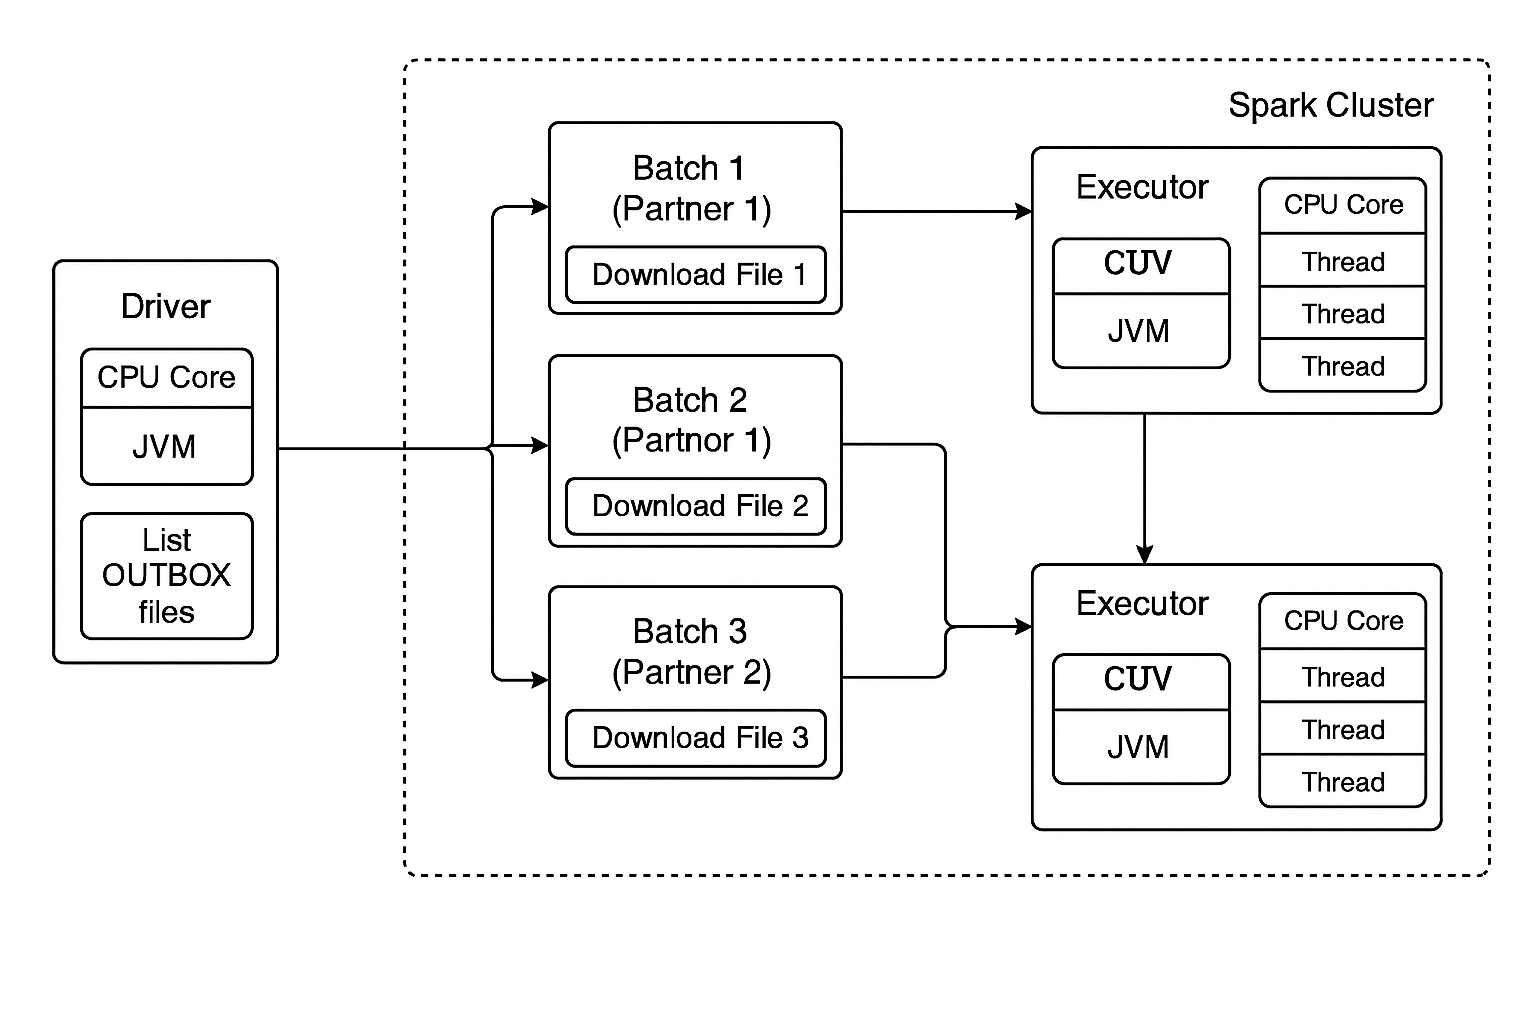 Spark Cluster
Driver
CPU Core
JVM
List
OUTBOX
files
Batch 1
(Partner 1)
Download File 1
Batch 2
(Partnor 1)
Download File 2
Batch 3
(Partner 2)
Download File 3
Executor
CUV
JVM
CPU Core
Thread
Thread
Thread
Executor
CUV
JVM
CPU Core
Thread
Thread
Thread